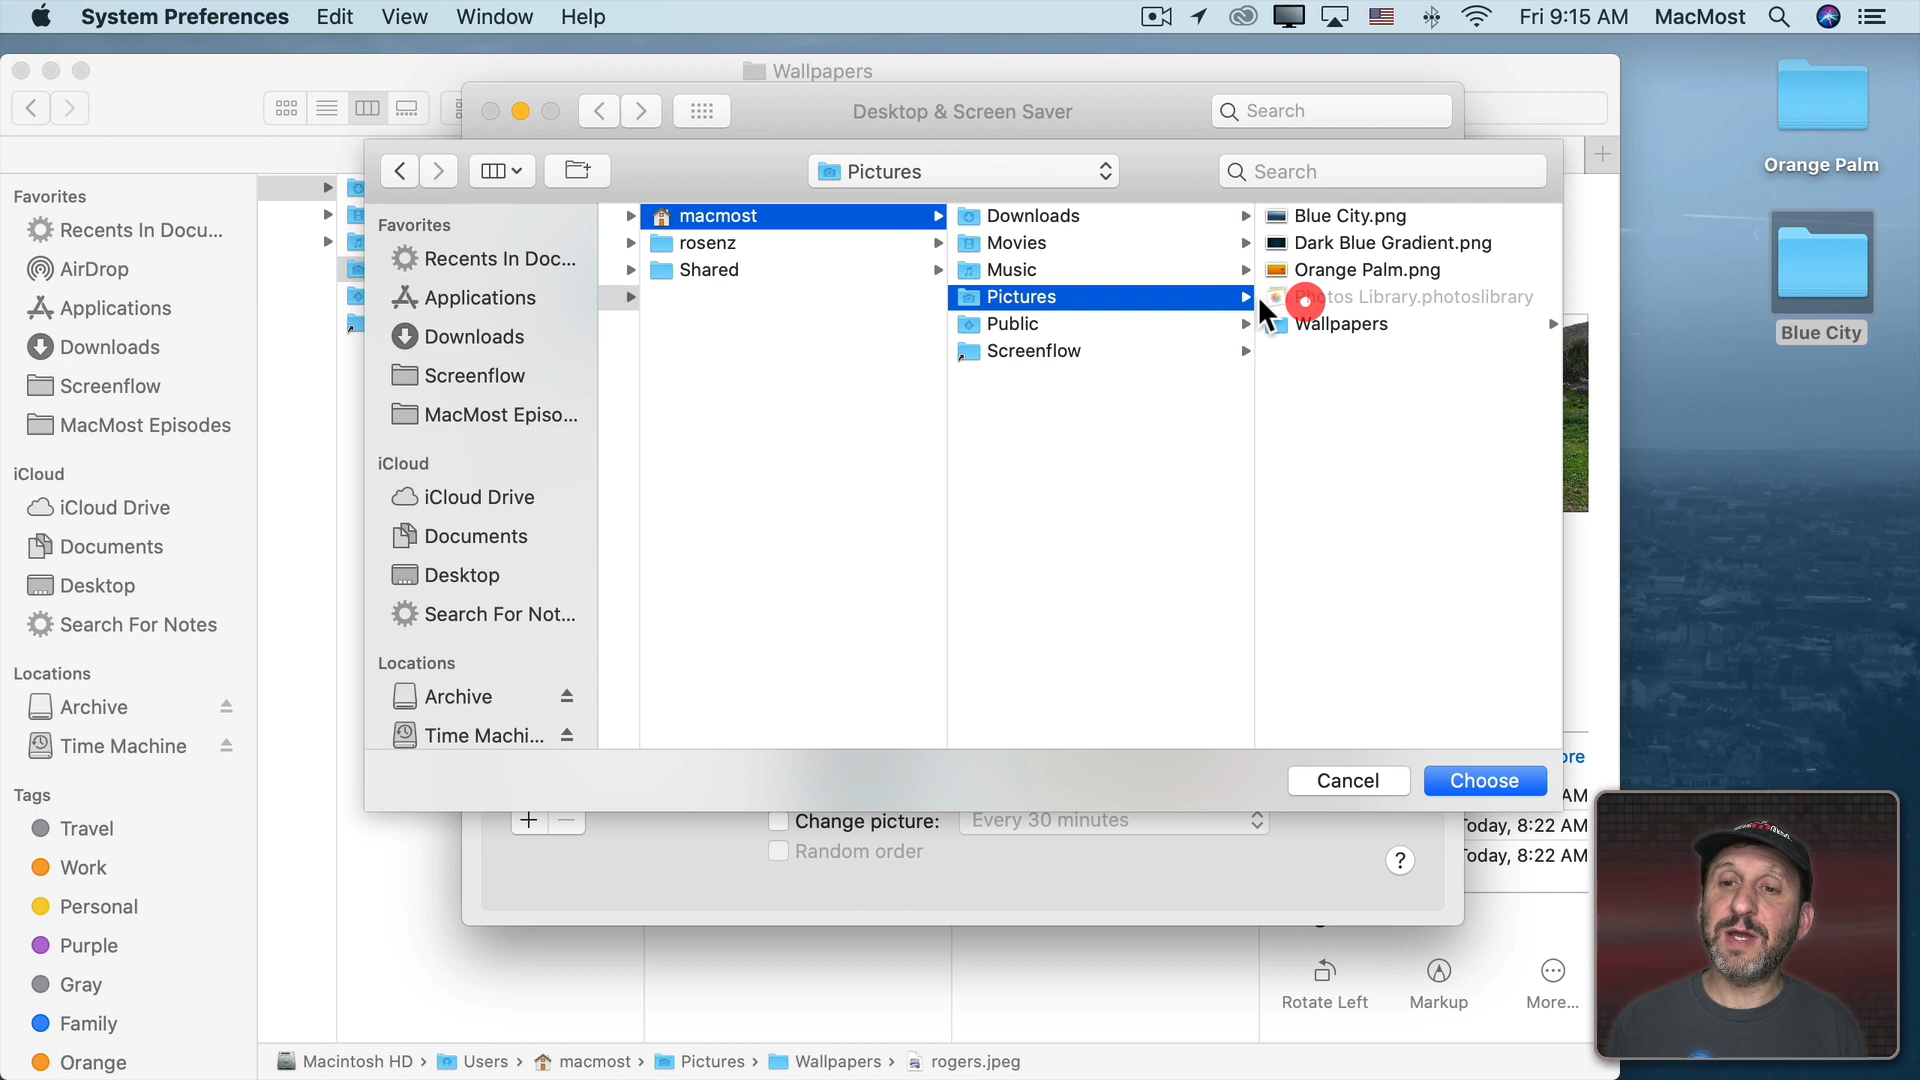 System Preferences Edit View Window Help Fri 9:15 AM MacMost
Wallpapers
Desktop & Screen Saver Search
Pictures Search
Favorites
Recents In Docu...
AirDrop
Applications
Downloads
Screenflow
MacMost Episodes
iCloud
iCloud Drive
Documents
Desktop
Search For Notes
Locations
Archive
Time Machine
Tags
Travel
Work
Personal
Purple
Gray
Family
Orange
Favorites
Recents In Doc...
Applications
Downloads
Screenflow
MacMost Episo...
iCloud
iCloud Drive
Documents
Desktop
Search For Not...
Locations
Archive
Time Machi...
macmost
rosenz
Shared
Downloads
Movies
Music
Pictures
Public
Screenflow
Blue City.png
Dark Blue Gradient.png
Orange Palm.png
Library.photoslibrary
Wallpapers
Cancel Choose
Change picture: Every 30 minutes
Random order
?
AM
Today, 8:22 AM
Today, 8:22 AM
Rotate Left Markup More...
Macintosh HD › Users › macmost › Pictures › Wallpapers › rogers.jpeg
Orange Palm
Blue City